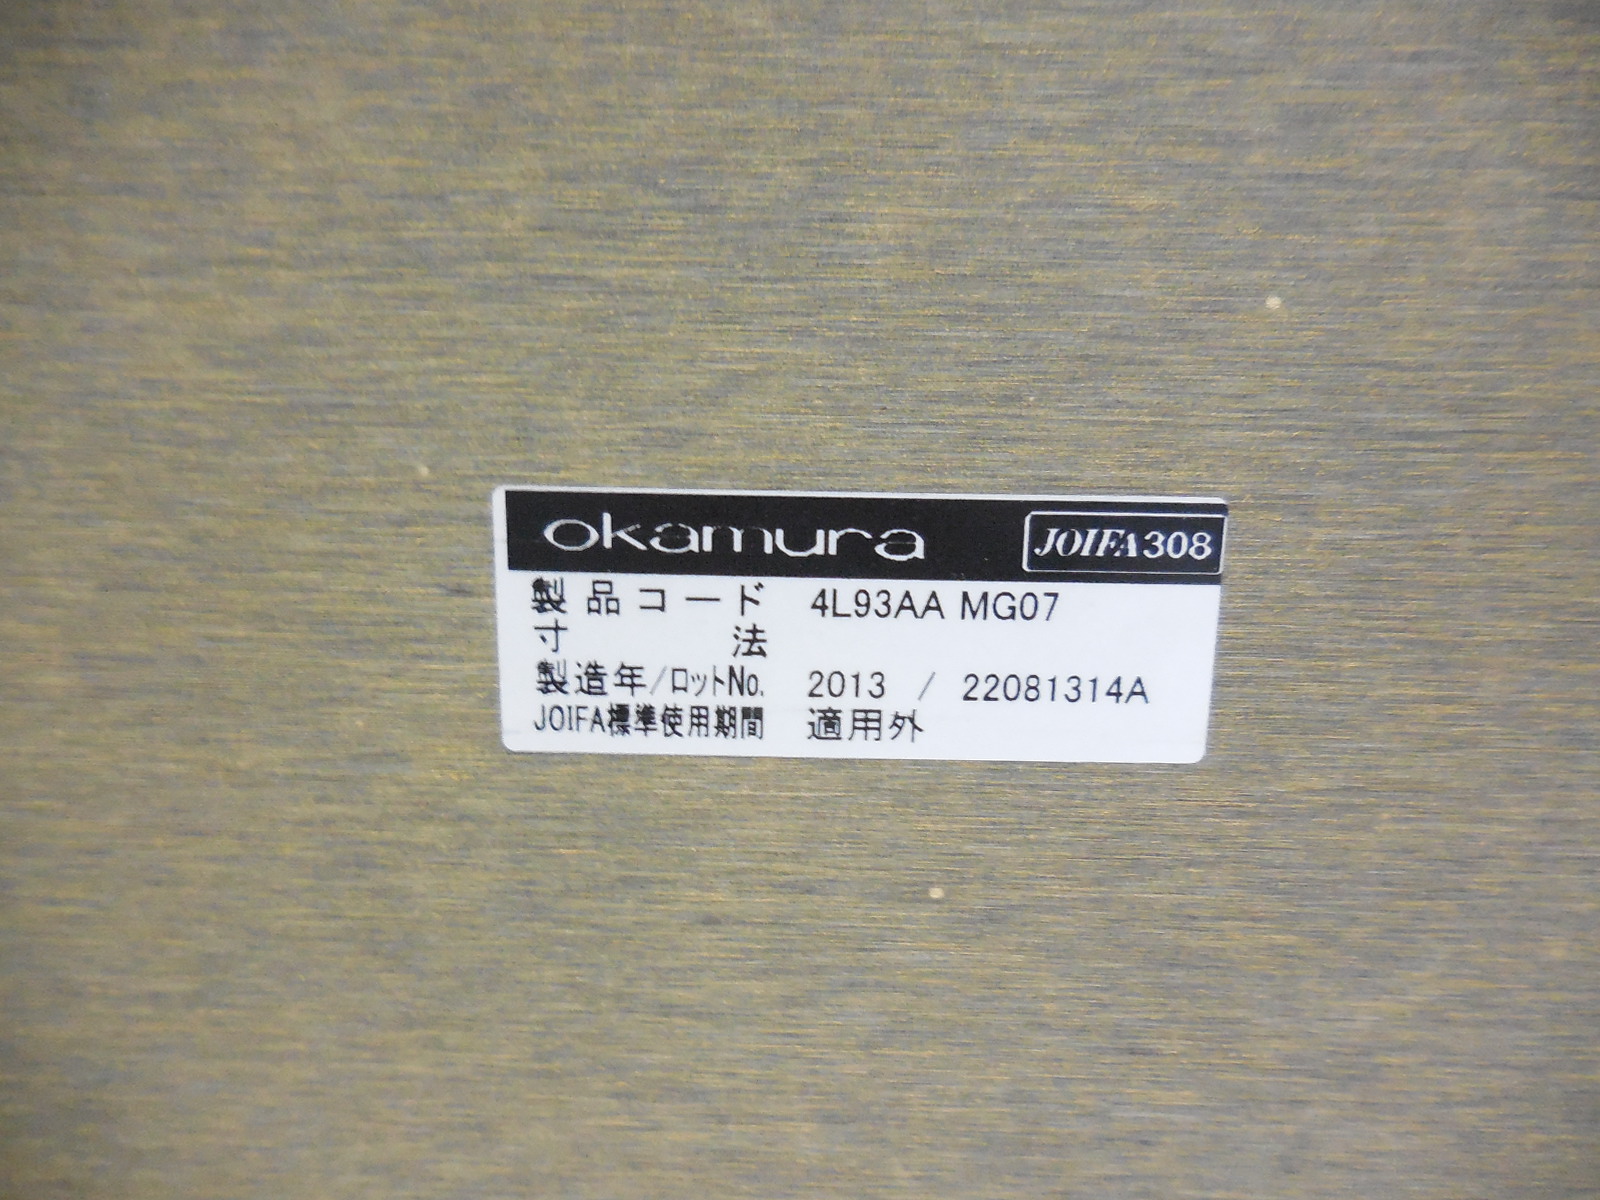 okamura JOIFA308
製品コード 4L93AA MG07
寸法
製造年/ロットNo. 2013 / 22081314A
JOIFA標準使用期間 適用外